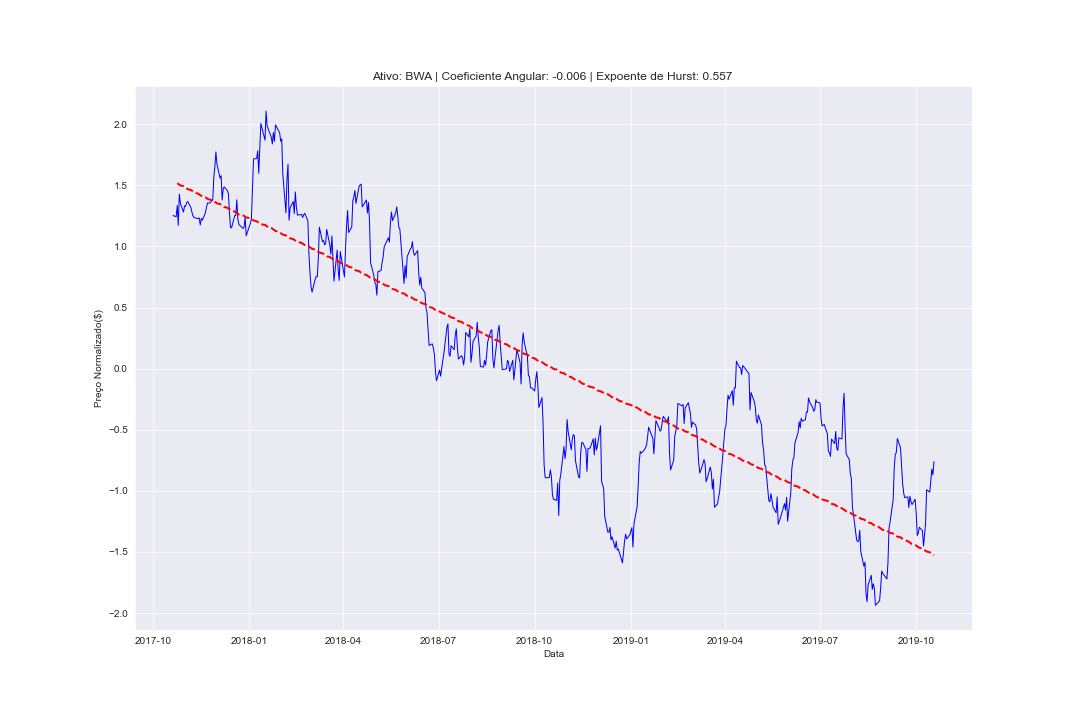 Ativo: BWA | Coeficiente Angular: -0.006 | Expoente de Hurst: 0.557
Preço Normalizado($)
2.0
1.5
1.0
0.5
0.0
−0.5
−1.0
−1.5
−2.0
2017-10 2018-01 2018-04 2018-07 2018-10 2019-01 2019-04 2019-07 2019-10
Data